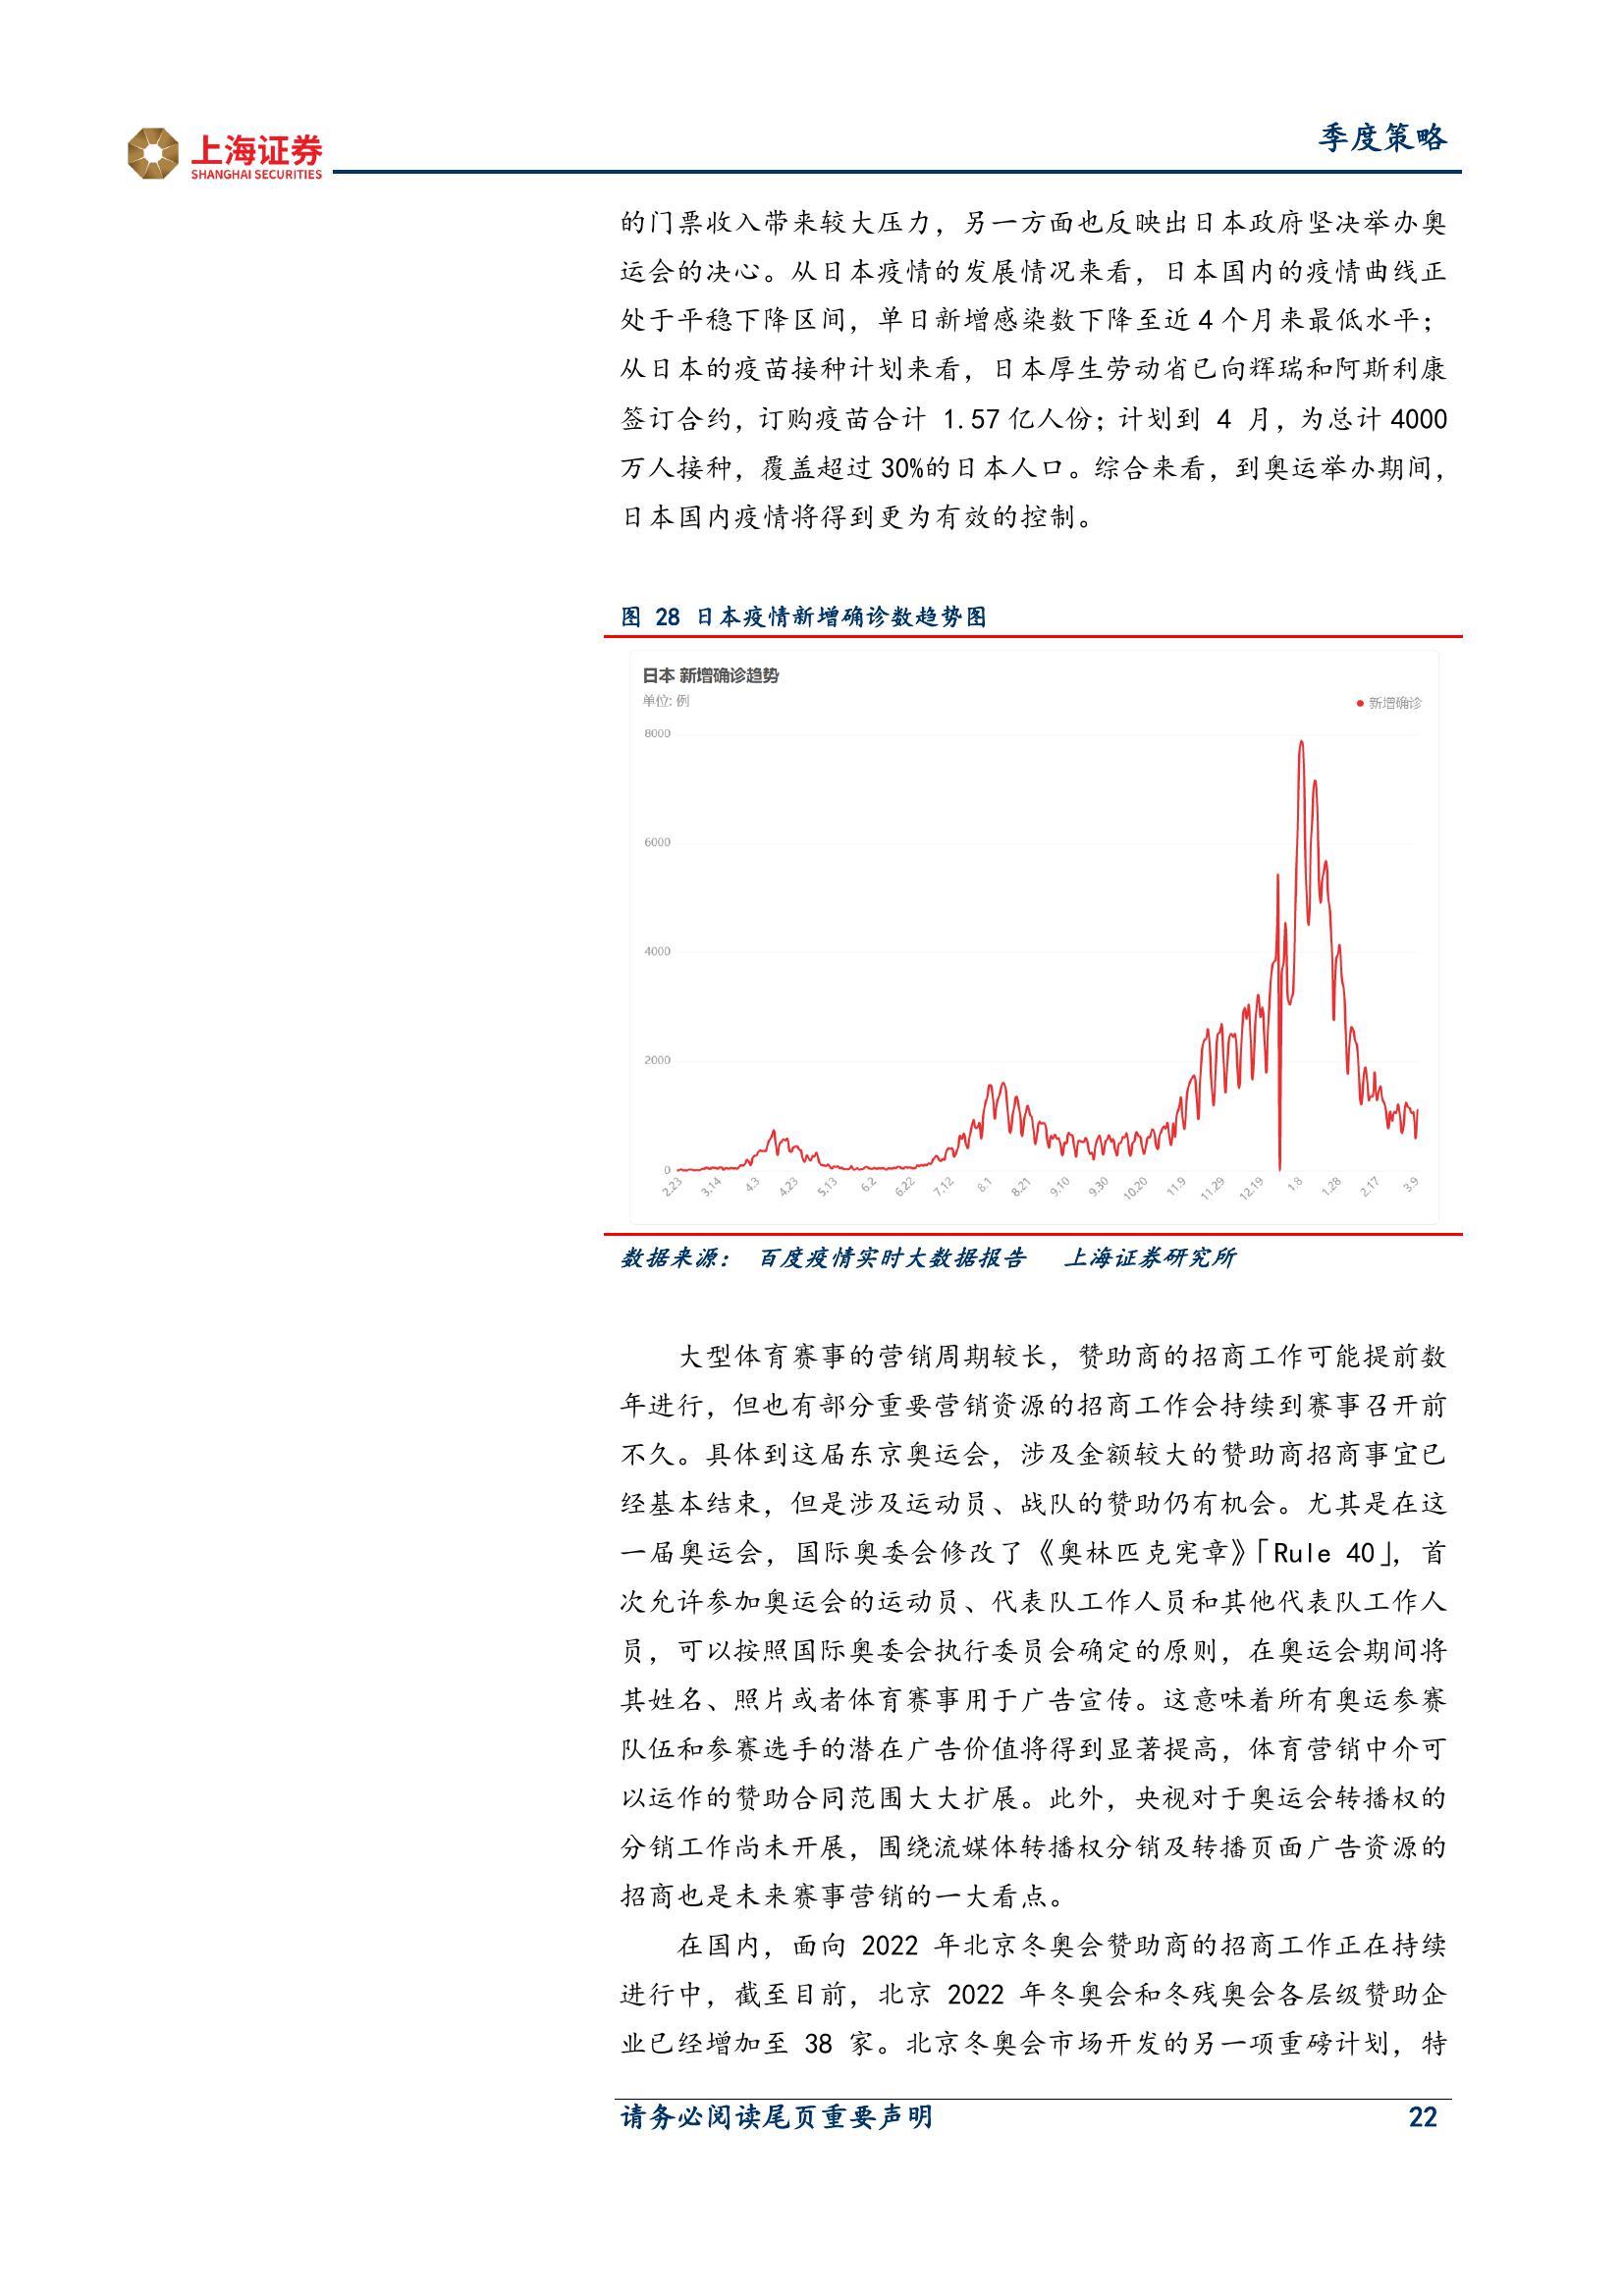 上海证券
SHANGHAI SECURITIES
季度策略
的门票收入带来较大压力，另一方面也反映出日本政府坚决举办奥
运会的决心。从日本疫情的发展情况来看，日本国内的疫情曲线正
处于平稳下降区间，单日新增感染数下降至近 4 个月来最低水平；
从日本的疫苗接种计划来看，日本厚生劳动省已向辉瑞和阿斯利康
签订合约，订购疫苗合计 1.57 亿人份；计划到 4 月，为总计 4000
万人接种，覆盖超过 30%的日本人口。综合来看，到奥运举办期间，
日本国内疫情将得到更为有效的控制。
图 28 日本疫情新增确诊数趋势图
日本 新增确诊趋势
单位: 例
新增确诊
8000
6000
4000
2000
0
2.23 3.14 4.3 4.23 5.13 6.2 6.22 7.12 8.1 8.21 9.10 9.30 10.20 11.9 11.29 12.19 1.8 1.28 2.17 3.9
数据来源： 百度疫情实时大数据报告 上海证券研究所
大型体育赛事的营销周期较长，赞助商的招商工作可能提前数
年进行，但也有部分重要营销资源的招商工作会持续到赛事召开前
不久。具体到这届东京奥运会，涉及金额较大的赞助商招商事宜已
经基本结束，但是涉及运动员、战队的赞助仍有机会。尤其是在这
一届奥运会，国际奥委会修改了《奥林匹克宪章》「Rule 40」，首
次允许参加奥运会的运动员、代表队工作人员和其他代表队工作人
员，可以按照国际奥委会执行委员会确定的原则，在奥运会期间将
其姓名、照片或者体育赛事用于广告宣传。这意味着所有奥运参赛
队伍和参赛选手的潜在广告价值将得到显著提高，体育营销中介可
以运作的赞助合同范围大大扩展。此外，央视对于奥运会转播权的
分销工作尚未开展，围绕流媒体转播权分销及转播页面广告资源的
招商也是未来赛事营销的一大看点。
在国内，面向 2022 年北京冬奥会赞助商的招商工作正在持续
进行中，截至目前，北京 2022 年冬奥会和冬残奥会各层级赞助企
业已经增加至 38 家。北京冬奥会市场开发的另一项重磅计划，特
请务必阅读尾页重要声明
22